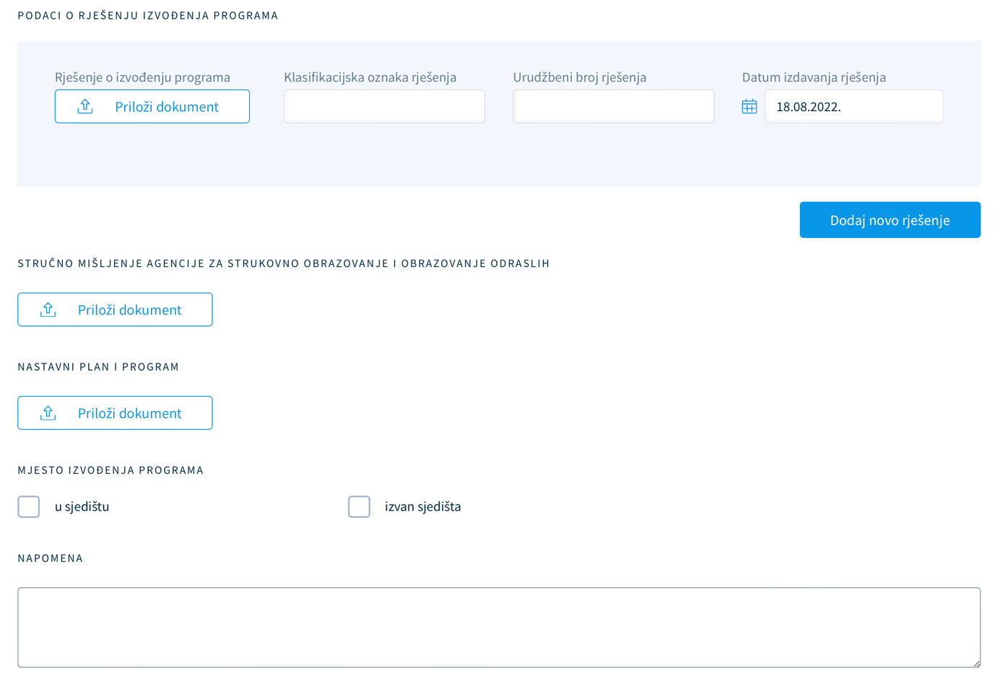 PODACI O RJEŠENJU IZVOĐENJA PROGRAMA
Rješenje o izvođenju programa
Klasifikacijska oznaka rješenja
Urudžbeni broj rješenja
Datum izdavanja rješenja
Priloži dokument
18.08.2022.
Dodaj novo rješenje
STRUČNO MIŠLJENJE AGENCIJE ZA STRUKOVNO OBRAZOVANJE I OBRAZOVANJE ODRASLIH
Priloži dokument
NASTAVNI PLAN I PROGRAM
Priloži dokument
MJESTO IZVOĐENJA PROGRAMA
u sjedištu
izvan sjedišta
NAPOMENA